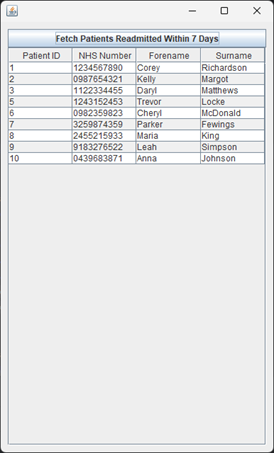 Fetch Patients Readmitted Within 7 Days
Patient ID NHS Number Forename Surname
1 1234567890 Corey Richardson
2 0987654321 Kelly Margot
3 1122334455 Daryl Matthews
5 1243152453 Trevor Locke
6 0982359823 Cheryl McDonald
7 3259874359 Parker Fewings
8 2455215933 Maria King
9 9183276522 Leah Simpson
10 0439683871 Anna Johnson